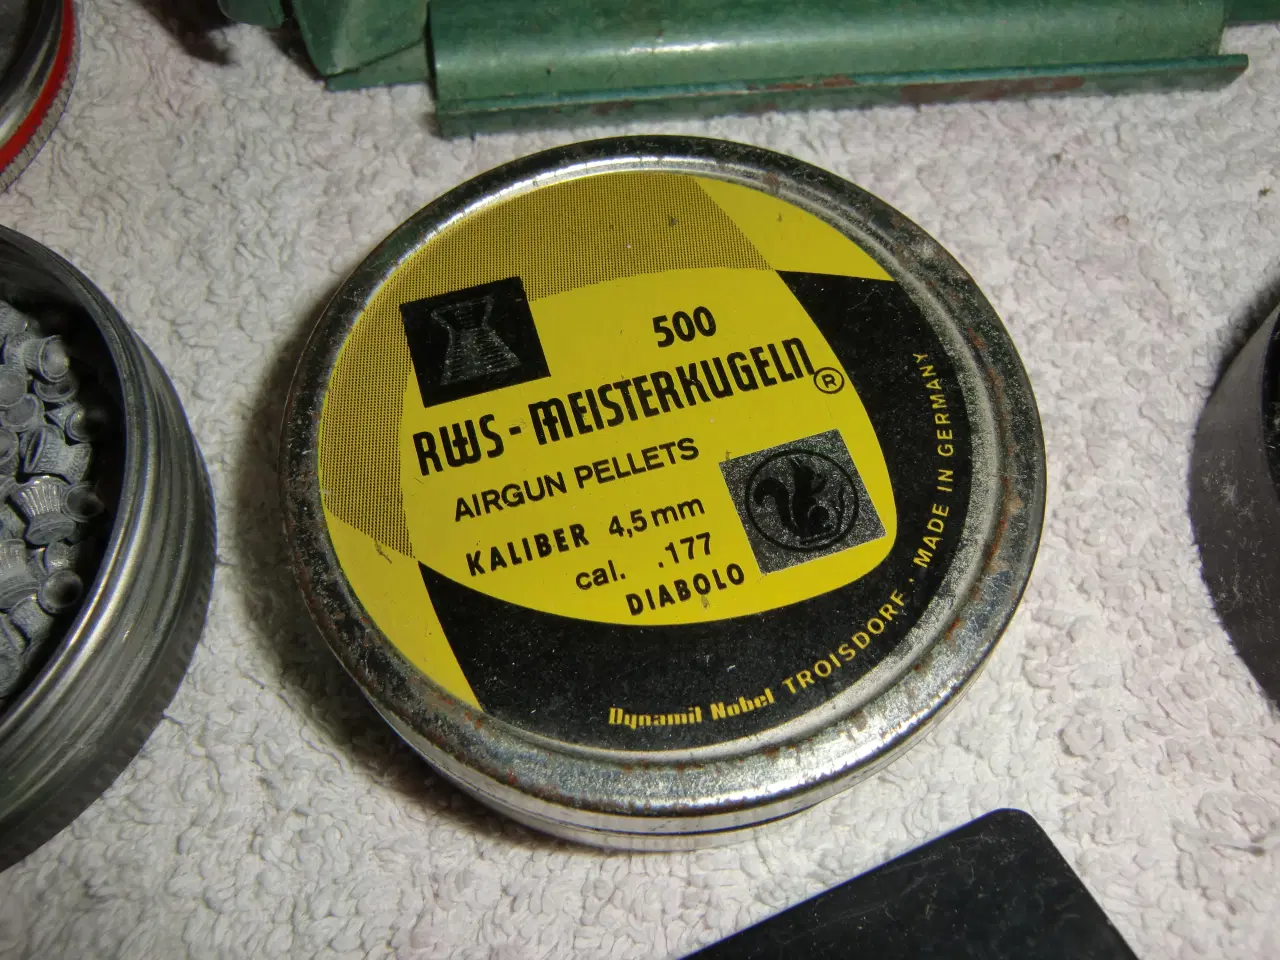 500
RWS-MEISTERKUGELN®
AIRGUN PELLETS
KALIBER 4,5mm
cal. .177
DIABOLO
Dynamit Nobel TROISDORF · MADE IN GERMANY